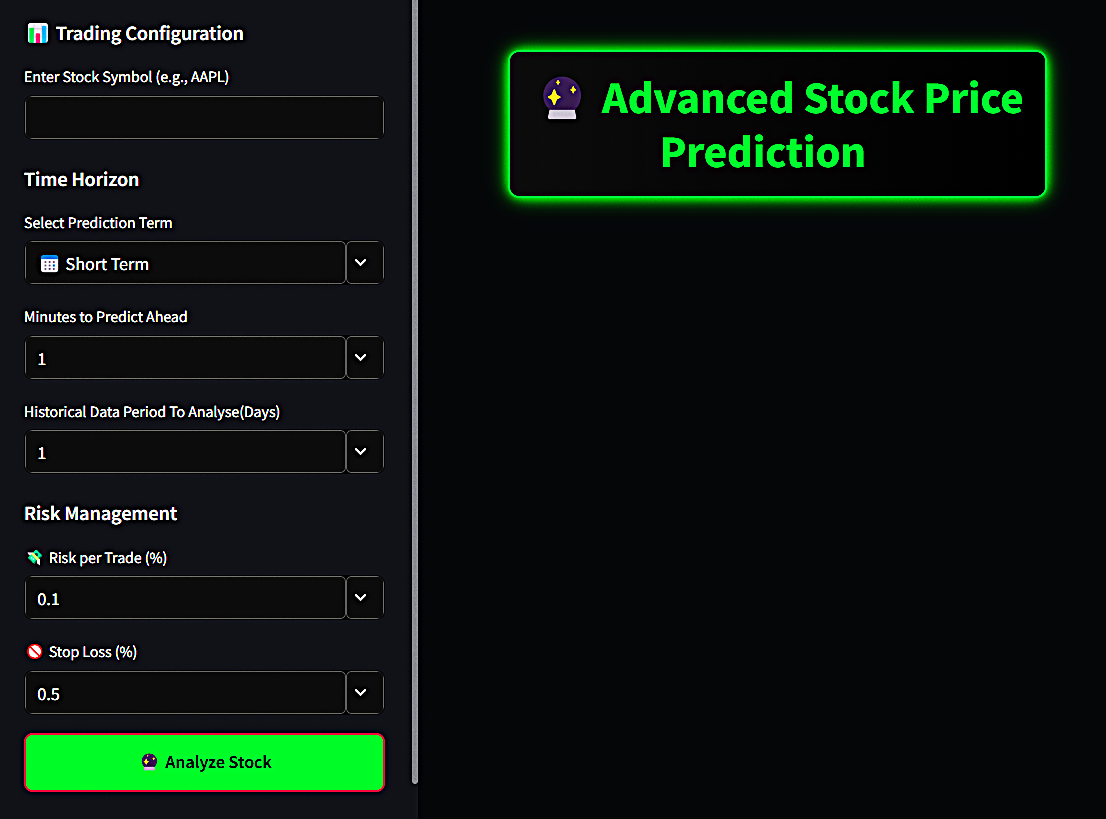 Trading Configuration
Enter Stock Symbol (e.g., AAPL)
Time Horizon
Select Prediction Term
Short Term
Minutes to Predict Ahead
1
Historical Data Period To Analyse(Days)
1
Risk Management
Risk per Trade (%)
0.1
Stop Loss (%)
0.5
Analyze Stock
Advanced Stock Price
Prediction